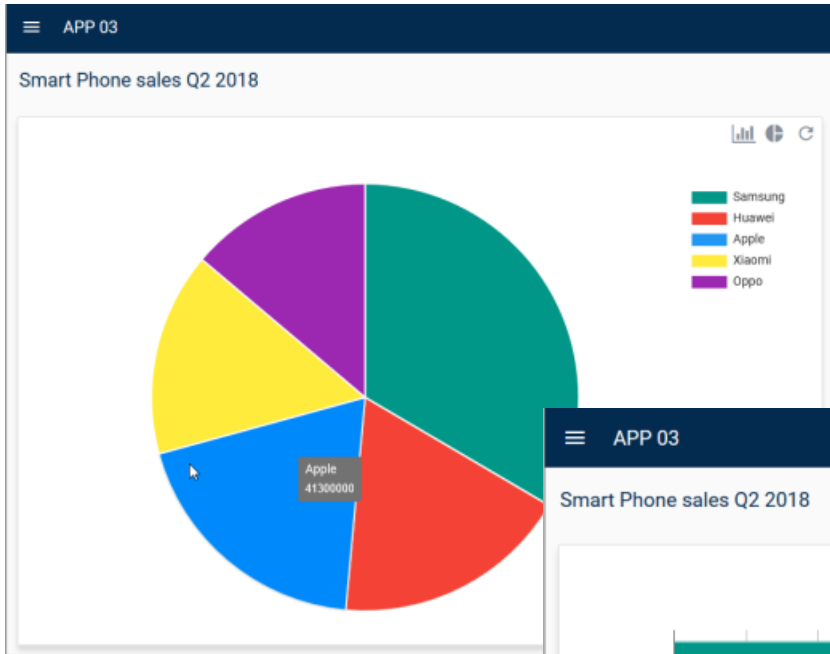 APP 03
Smart Phone sales Q2 2018
Samsung
Huawei
Apple
Xiaomi
Oppo
Apple
41300000
APP 03
Smart Phone sales Q2 2018